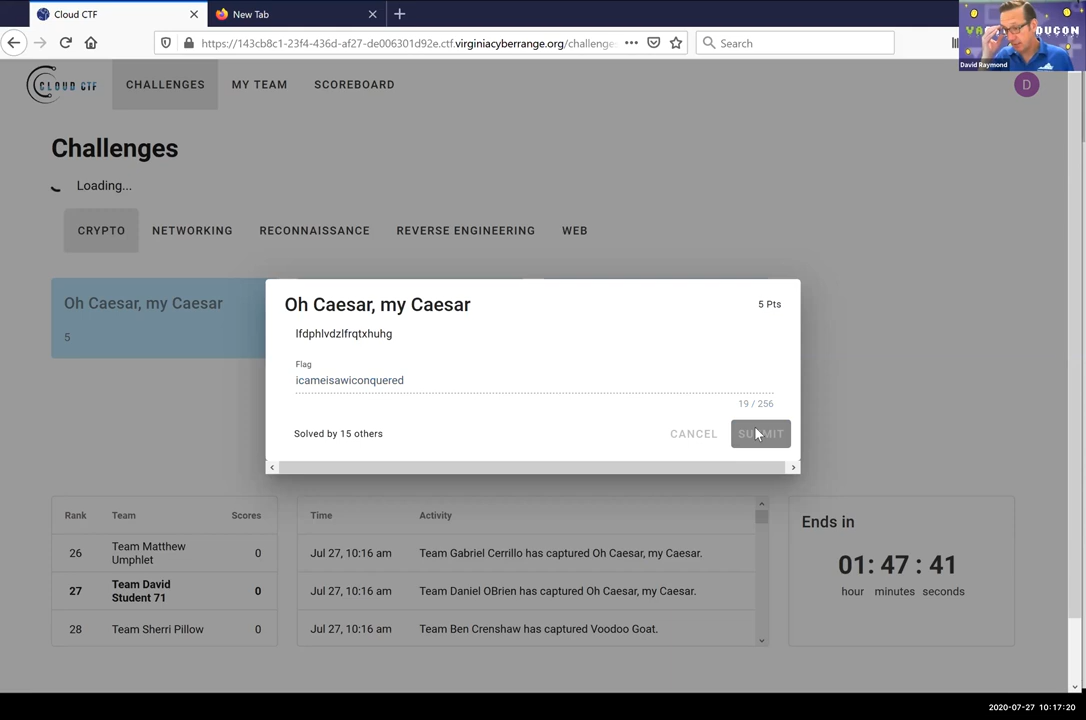 Cloud CTF
New Tab
https://143cb8c1-23f4-436d-af27-de006301d92e.ctf.virginiacyberrange.org/challenge
Search
David Raymond
CLOUD CTF
CHALLENGES
MY TEAM
SCOREBOARD
D
Challenges
Loading...
CRYPTO
NETWORKING
RECONNAISSANCE
REVERSE ENGINEERING
WEB
Oh Caesar, my Caesar
5
Oh Caesar, my Caesar
5 Pts
lfdphlvdzlfrqtxhuhg
Flag
icameisawiconquered
19 / 256
Solved by 15 others
CANCEL
SUBMIT
Rank Team Scores
26 Team Matthew Umphlet 0
27 Team David Student 71 0
28 Team Sherri Pillow 0
Time Activity
Jul 27, 10:16 am Team Gabriel Cerrillo has captured Oh Caesar, my Caesar.
Jul 27, 10:16 am Team Daniel OBrien has captured Oh Caesar, my Caesar.
Jul 27, 10:16 am Team Ben Crenshaw has captured Voodoo Goat.
Ends in
01: 47 : 41
hour minutes seconds
2020-07-27 10:17:20